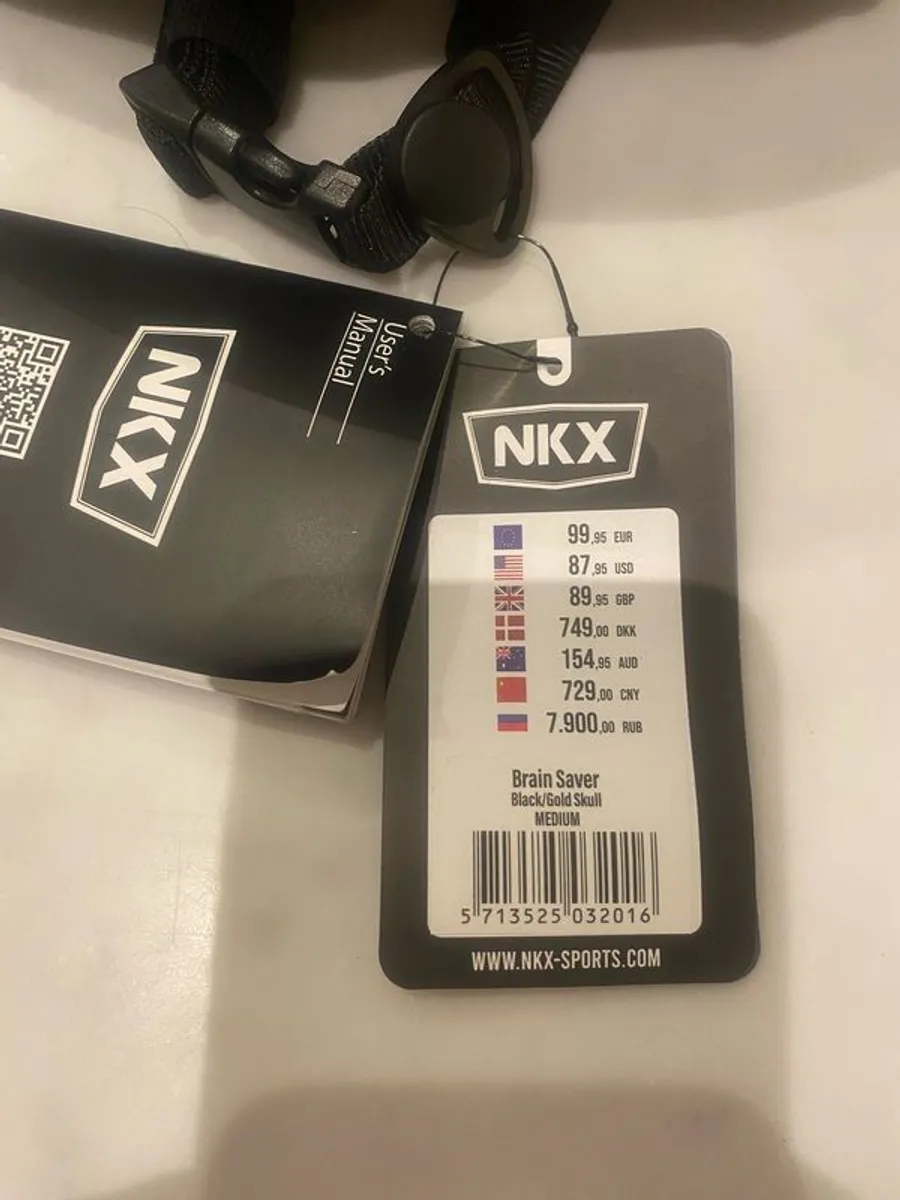 User's
Manual
NKX
NKX
99,95 EUR
87,95 USD
89,95 GBP
749,00 DKK
154,95 AUD
729,00 CNY
7.900,00 RUB
Brain Saver
Black/Gold Skull
MEDIUM
5 713525 032016
WWW.NKX-SPORTS.COM